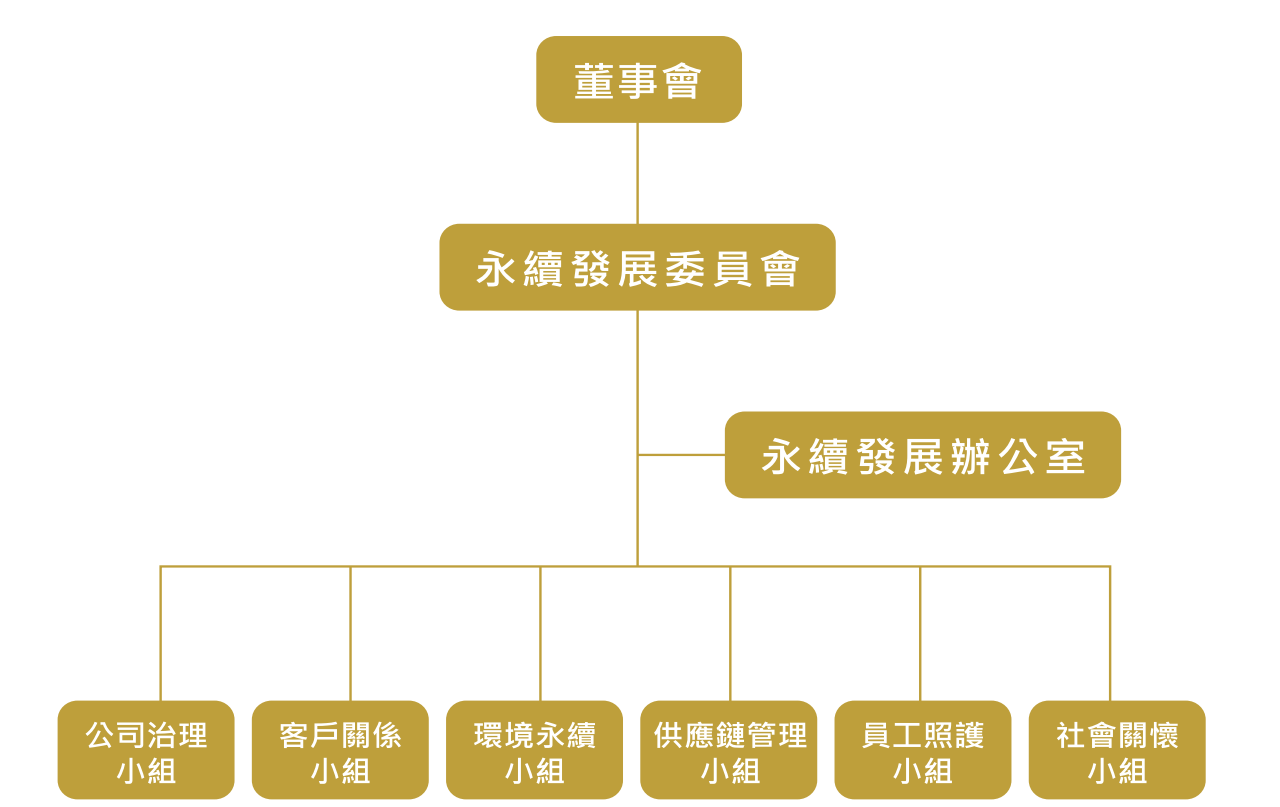 董事會
永續發展委員會
永續發展辦公室
公司治理
小組
客戶關係
小組
環境永續
小組
供應鏈管理
小組
員工照護
小組
社會關懷
小組